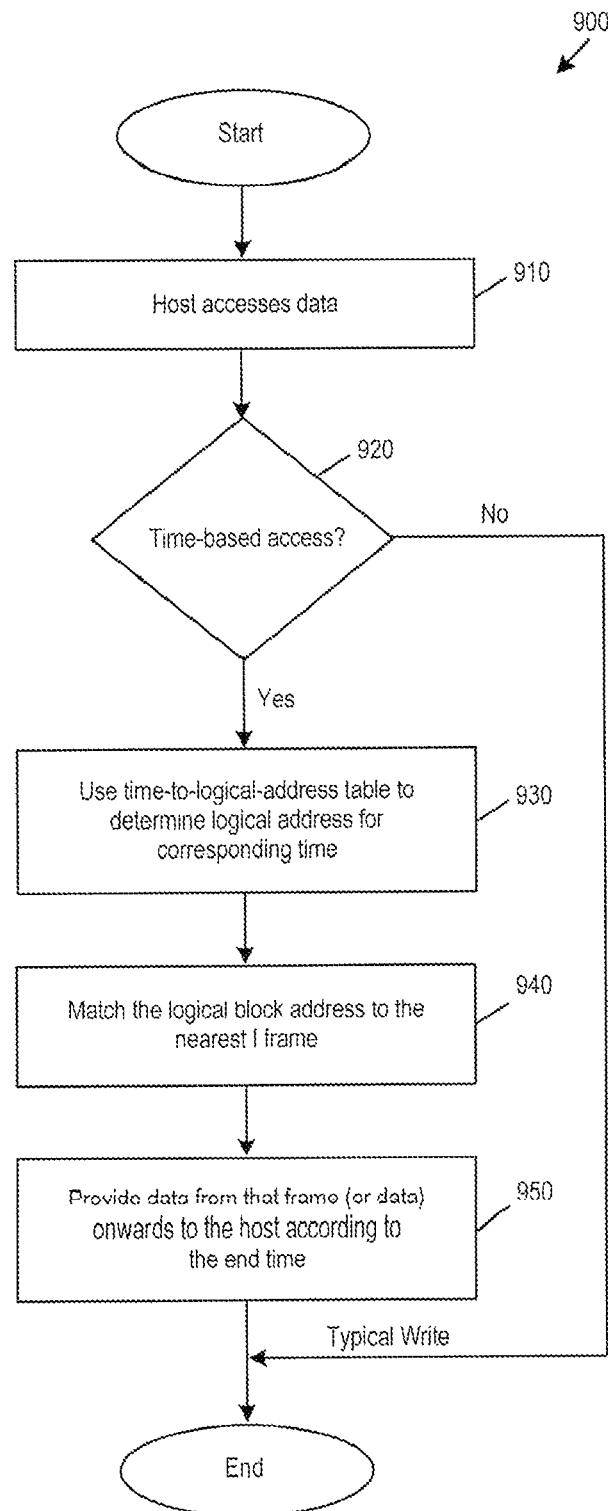 900
Start
Host accesses data
910
920
Time-based access?
No
Yes
Use time-to-logical-address table to
determine logical address for
corresponding time
930
Match the logical block address to the
nearest I frame
940
Provide data from that frame (or data)
onwards to the host according to
the end time
950
Typical Write
End